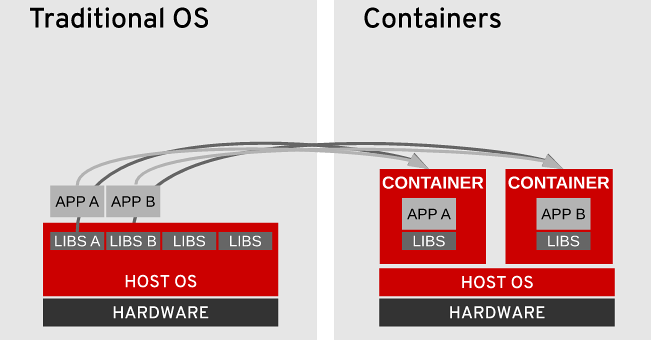 Traditional OS
APP A
APP B
LIBS A
LIBS B
LIBS
LIBS
HOST OS
HARDWARE
Containers
CONTAINER
APP A
LIBS
CONTAINER
APP B
LIBS
HOST OS
HARDWARE